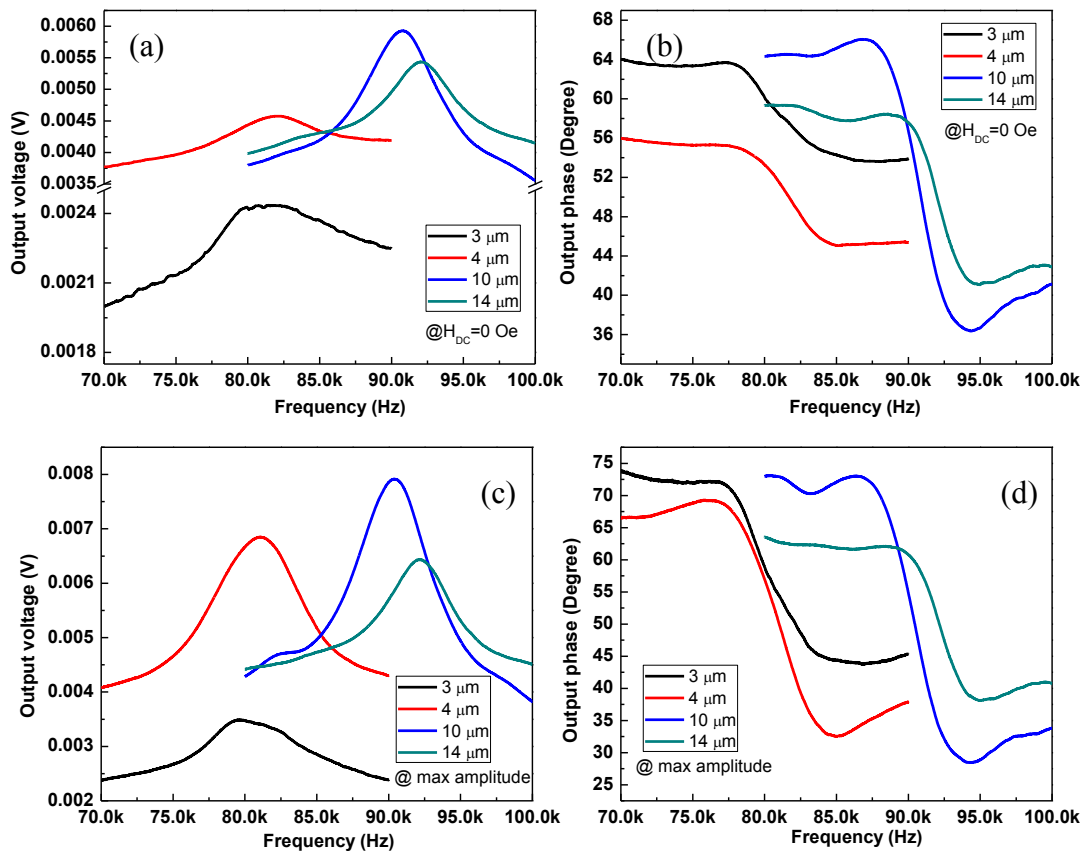 (a)
Output voltage (V)
0.0060
0.0055
0.0050
0.0045
0.0040
0.0035
0.0024
0.0021
0.0018
3 μm
4 μm
10 μm
14 μm
@H_DC=0 Oe
70.0k 75.0k 80.0k 85.0k 90.0k 95.0k 100.0k
Frequency (Hz)
(b)
Output phase (Degree)
68
64
60
56
52
48
44
40
36
3 μm
4 μm
10 μm
14 μm
@H_DC=0 Oe
70.0k 75.0k 80.0k 85.0k 90.0k 95.0k 100.0k
Frequency (Hz)
(c)
Output voltage (V)
0.008
0.007
0.006
0.005
0.004
0.003
0.002
3 μm
4 μm
10 μm
14 μm
@ max amplitude
70.0k 75.0k 80.0k 85.0k 90.0k 95.0k 100.0k
Frequency (Hz)
(d)
Output phase (Degree)
75
70
65
60
55
50
45
40
35
30
25
3 μm
4 μm
10 μm
14 μm
@ max amplitude
70.0k 75.0k 80.0k 85.0k 90.0k 95.0k 100.0k
Frequency (Hz)